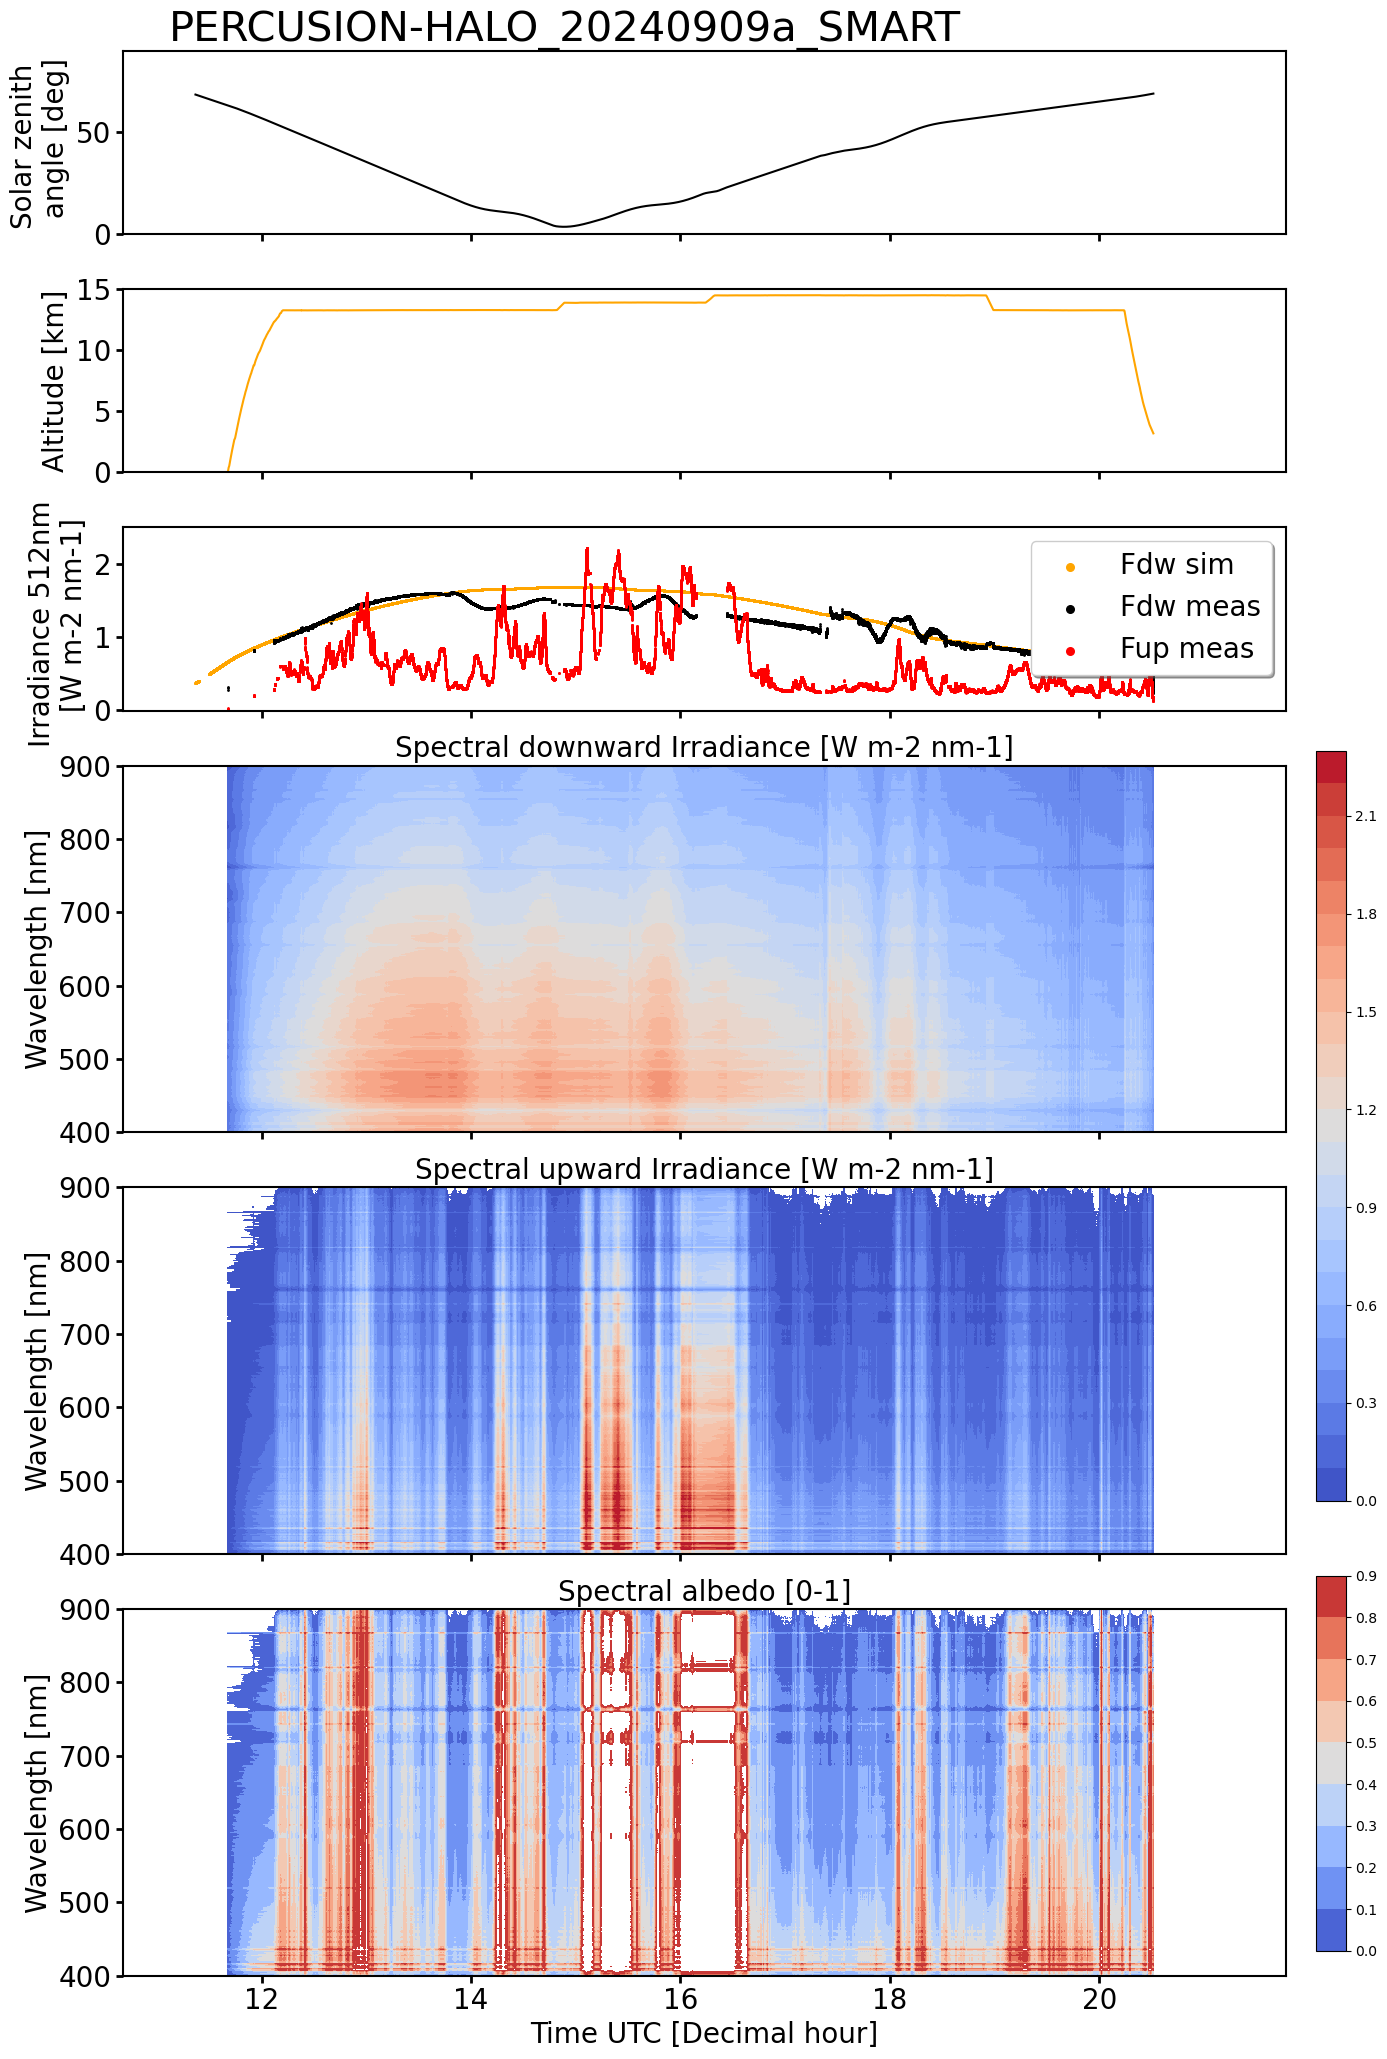 PERCUSION-HALO_20240909a_SMART
Solar zenith
angle [deg]
50
0
Altitude [km]
15
10
5
0
Irradiance 512nm
[W m-2 nm-1]
2
1
0
Fdw sim
Fdw meas
Fup meas
Spectral downward Irradiance [W m-2 nm-1]
Wavelength [nm]
900
800
700
600
500
400
Spectral upward Irradiance [W m-2 nm-1]
Wavelength [nm]
900
800
700
600
500
400
2.1
1.8
1.5
1.2
0.9
0.6
0.3
0.0
Spectral albedo [0-1]
Wavelength [nm]
900
800
700
600
500
400
0.9
0.8
0.7
0.6
0.5
0.4
0.3
0.2
0.1
0.0
12 14 16 18 20
Time UTC [Decimal hour]